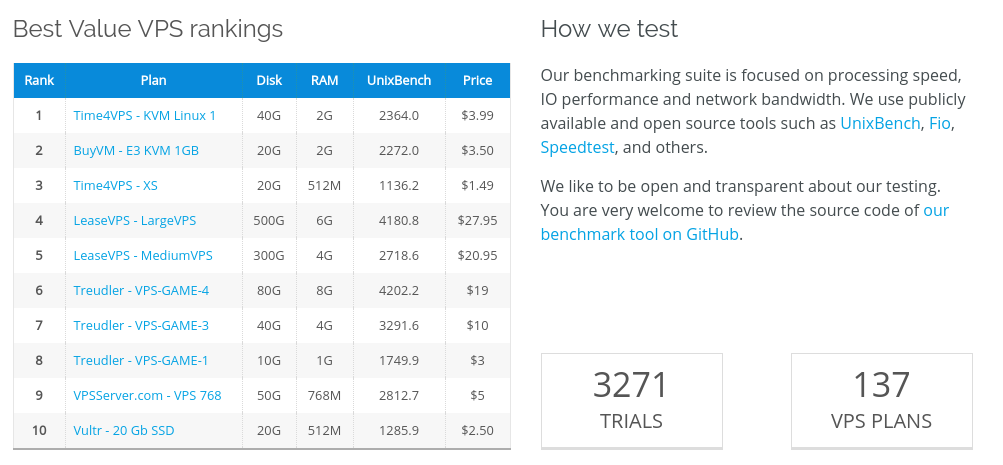 Best Value VPS rankings
Rank Plan Disk RAM UnixBench Price
1 Time4VPS - KVM Linux 1 40G 2G 2364.0 $3.99
2 BuyVM - E3 KVM 1GB 20G 2G 2272.0 $3.50
3 Time4VPS - XS 20G 512M 1136.2 $1.49
4 LeaseVPS - LargeVPS 500G 6G 4180.8 $27.95
5 LeaseVPS - MediumVPS 300G 4G 2718.6 $20.95
6 Treudler - VPS-GAME-4 80G 8G 4202.2 $19
7 Treudler - VPS-GAME-3 40G 4G 3291.6 $10
8 Treudler - VPS-GAME-1 10G 1G 1749.9 $3
9 VPSServer.com - VPS 768 50G 768M 2812.7 $5
10 Vultr - 20 Gb SSD 20G 512M 1285.9 $2.50
How we test
Our benchmarking suite is focused on processing speed,
IO performance and network bandwidth. We use publicly
available and open source tools such as UnixBench, Fio,
Speedtest, and others.
We like to be open and transparent about our testing.
You are very welcome to review the source code of our
benchmark tool on GitHub.
3271
TRIALS
137
VPS PLANS